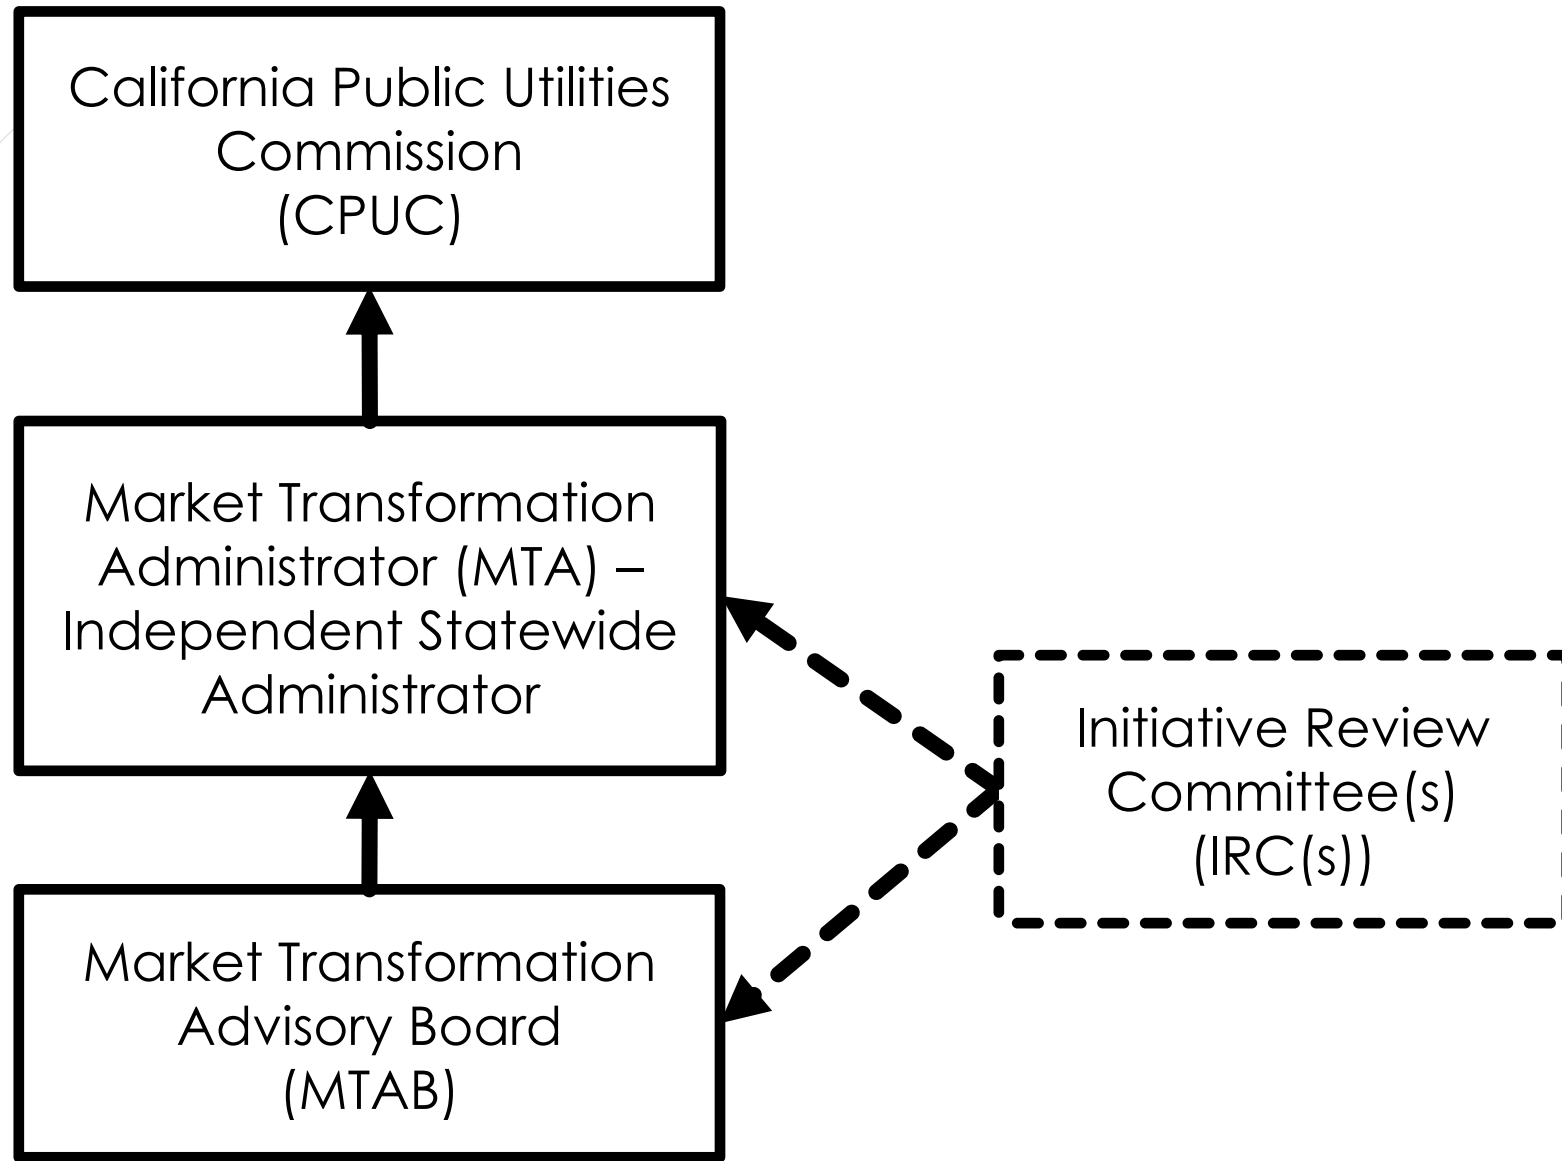 California Public Utilities
Commission
(CPUC)
Market Transformation
Administrator (MTA) –
Independent Statewide
Administrator
Initiative Review
Committee(s)
(IRC(s))
Market Transformation
Advisory Board
(MTAB)